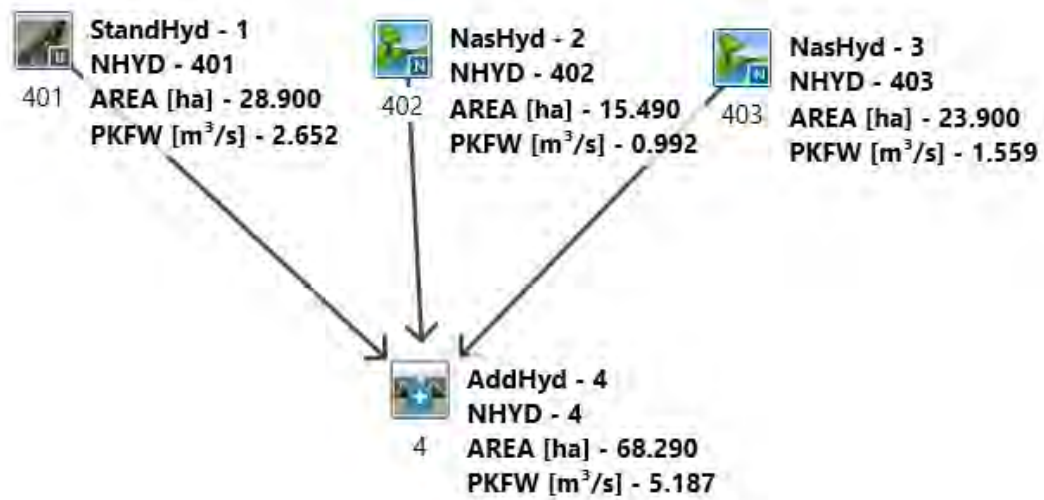 StandHyd - 1
NHYD - 401
AREA [ha] - 28.900
PKFW [m³/s] - 2.652
401
U
NasHyd - 2
NHYD - 402
AREA [ha] - 15.490
PKFW [m³/s] - 0.992
402
N
NasHyd - 3
NHYD - 403
AREA [ha] - 23.900
PKFW [m³/s] - 1.559
403
N
AddHyd - 4
NHYD - 4
AREA [ha] - 68.290
PKFW [m³/s] - 5.187
4